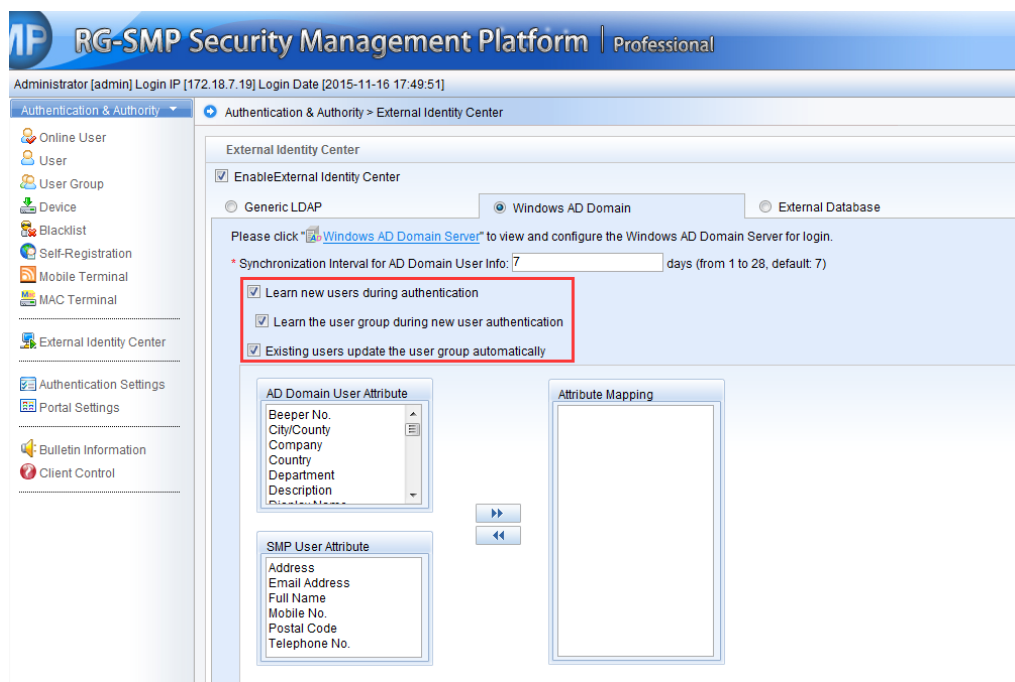 MP RG-SMP Security Management Platform | Professional
Administrator [admin] Login IP [172.18.7.19] Login Date [2015-11-16 17:49:51]
Authentication & Authority
Online User
User
User Group
Device
Blacklist
Self-Registration
Mobile Terminal
MAC Terminal
External Identity Center
Authentication Settings
Portal Settings
Bulletin Information
Client Control
Authentication & Authority > External Identity Center
External Identity Center
EnableExternal Identity Center
Generic LDAP
Windows AD Domain
External Database
Please click "Windows AD Domain Server" to view and configure the Windows AD Domain Server for login.
* Synchronization Interval for AD Domain User Info: 7 days (from 1 to 28, default: 7)
Learn new users during authentication
Learn the user group during new user authentication
Existing users update the user group automatically
AD Domain User Attribute
Beeper No.
City/County
Company
Country
Department
Description
Display Name
SMP User Attribute
Address
Email Address
Full Name
Mobile No.
Postal Code
Telephone No.
Attribute Mapping